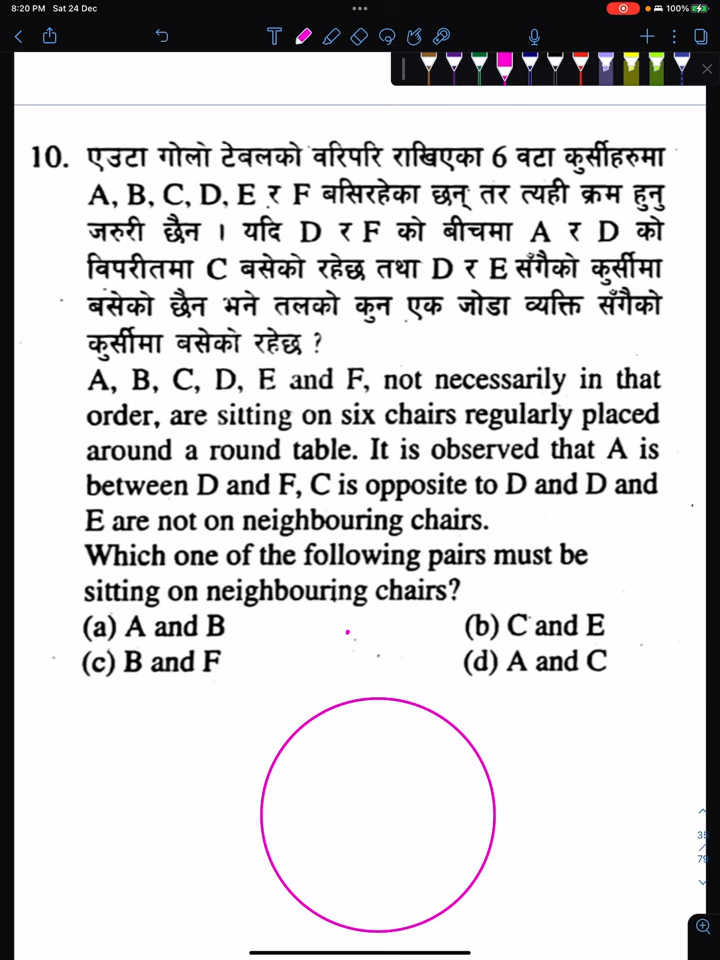 8:20 PM Sat 24 Dec
100%
10. एउटा गोलो टेबलको वरिपरि राखिएका 6 वटा कुर्सीहरुमा
A, B, C, D, E र F बसिरहेका छन् तर त्यही क्रम हुनु
जरुरी छैन । यदि D र F को बीचमा A र D को
विपरीतमा C बसेको रहेछ तथा D र E सँगैको कुर्सीमा
बसेको छैन भने तलको कुन एक जोडा व्यक्ति सँगैको
कुर्सीमा बसेको रहेछ ?
A, B, C, D, E and F, not necessarily in that
order, are sitting on six chairs regularly placed
around a round table. It is observed that A is
between D and F, C is opposite to D and D and
E are not on neighbouring chairs.
Which one of the following pairs must be
sitting on neighbouring chairs?
(a) A and B (b) C and E
(c) B and F (d) A and C
35
79